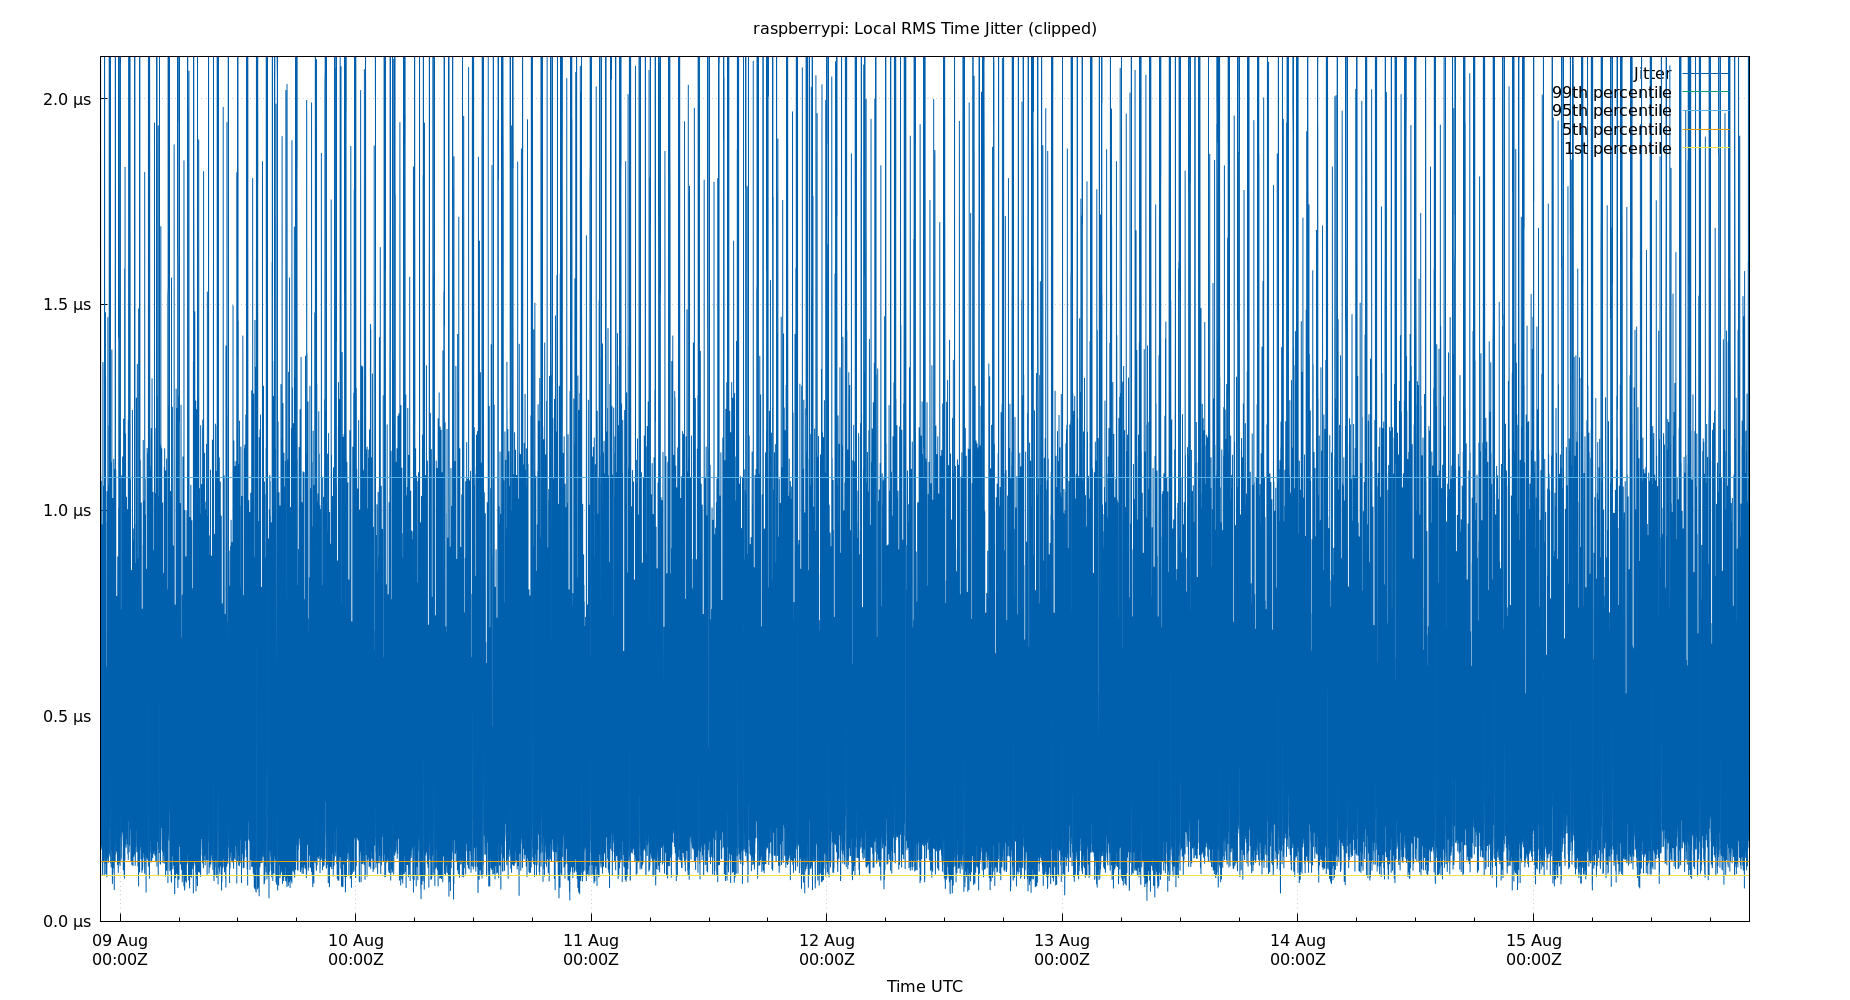 raspberrypi: Local RMS Time Jitter (clipped)
Jitter
99th percentile
95th percentile
5th percentile
1st percentile
2.0 µs
1.5 µs
1.0 µs
0.5 µs
0.0 µs
09 Aug 10 Aug 11 Aug 12 Aug 13 Aug 14 Aug 15 Aug
00:00Z 00:00Z 00:00Z 00:00Z 00:00Z 00:00Z 00:00Z
Time UTC